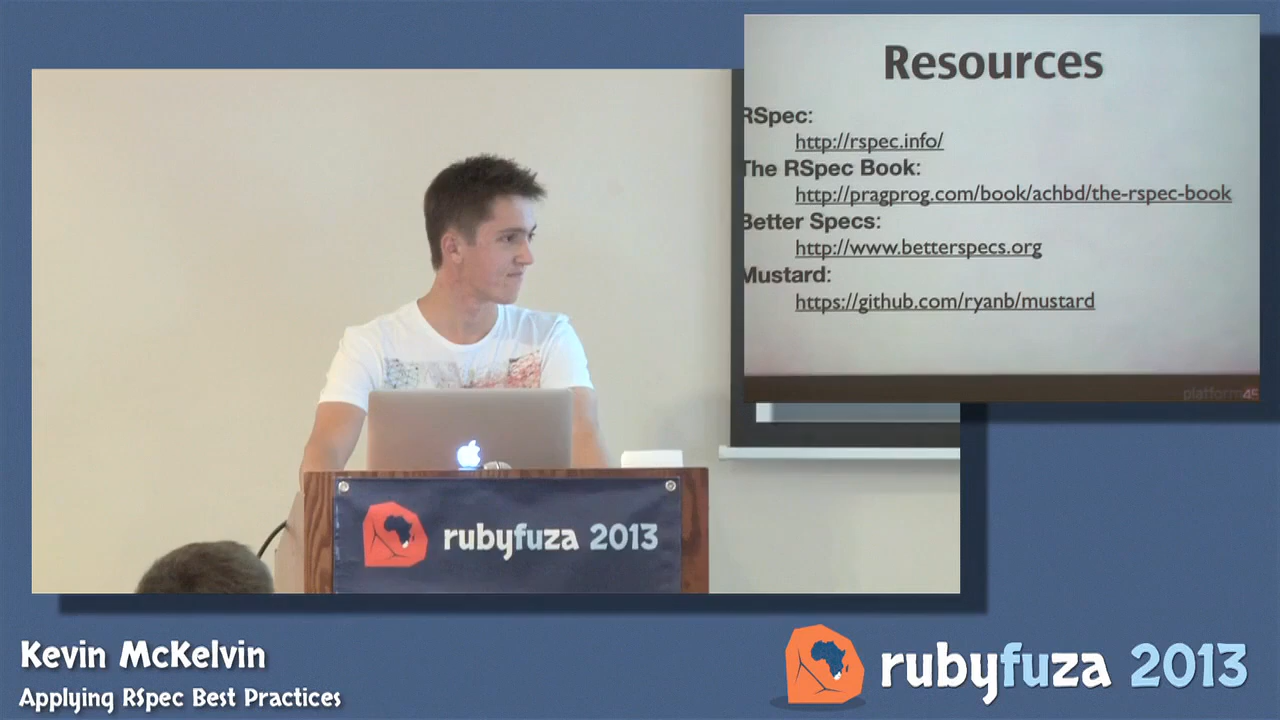 Resources
RSpec:
http://rspec.info/
The RSpec Book:
http://pragprog.com/book/achbd/the-rspec-book
Better Specs:
http://www.betterspecs.org
Mustard:
https://github.com/ryanb/mustard
platform45
rubyfuza 2013
Kevin McKelvin
Applying RSpec Best Practices
rubyfuza 2013